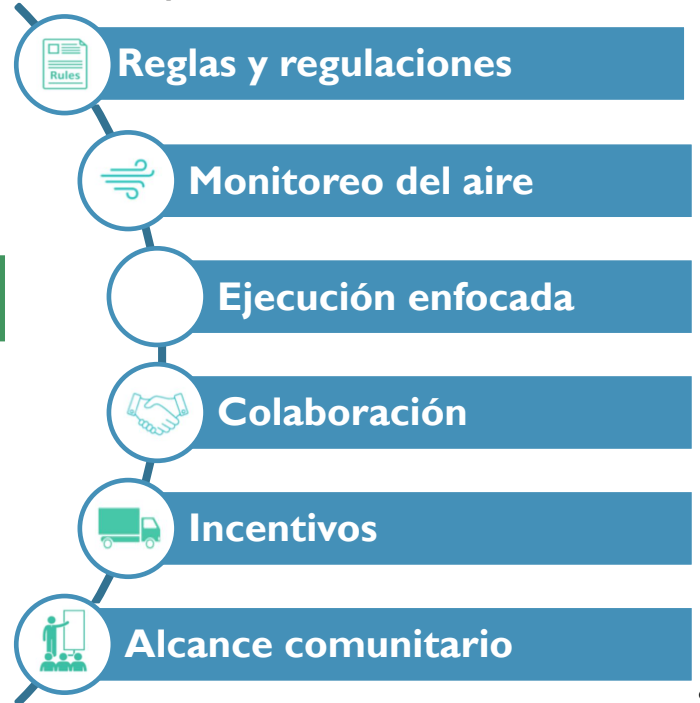 Rules
Reglas y regulaciones
Monitoreo del aire
Ejecución enfocada
Colaboración
Incentivos
Alcance comunitario